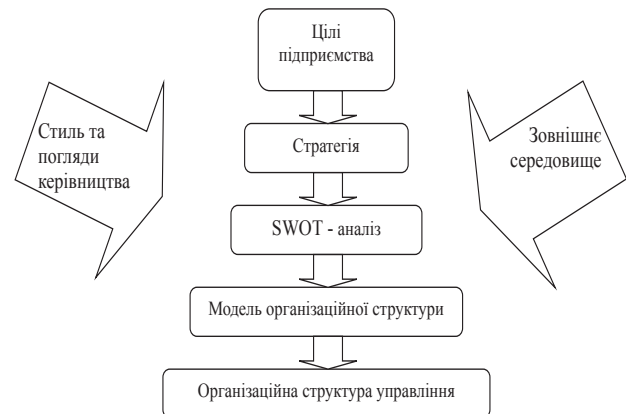 Цілі
підприємства
Стиль та
погляди
керівництва
Стратегія
Зовнішнє
середовище
SWOT - аналіз
Модель організаційної структури
Організаційна структура управління